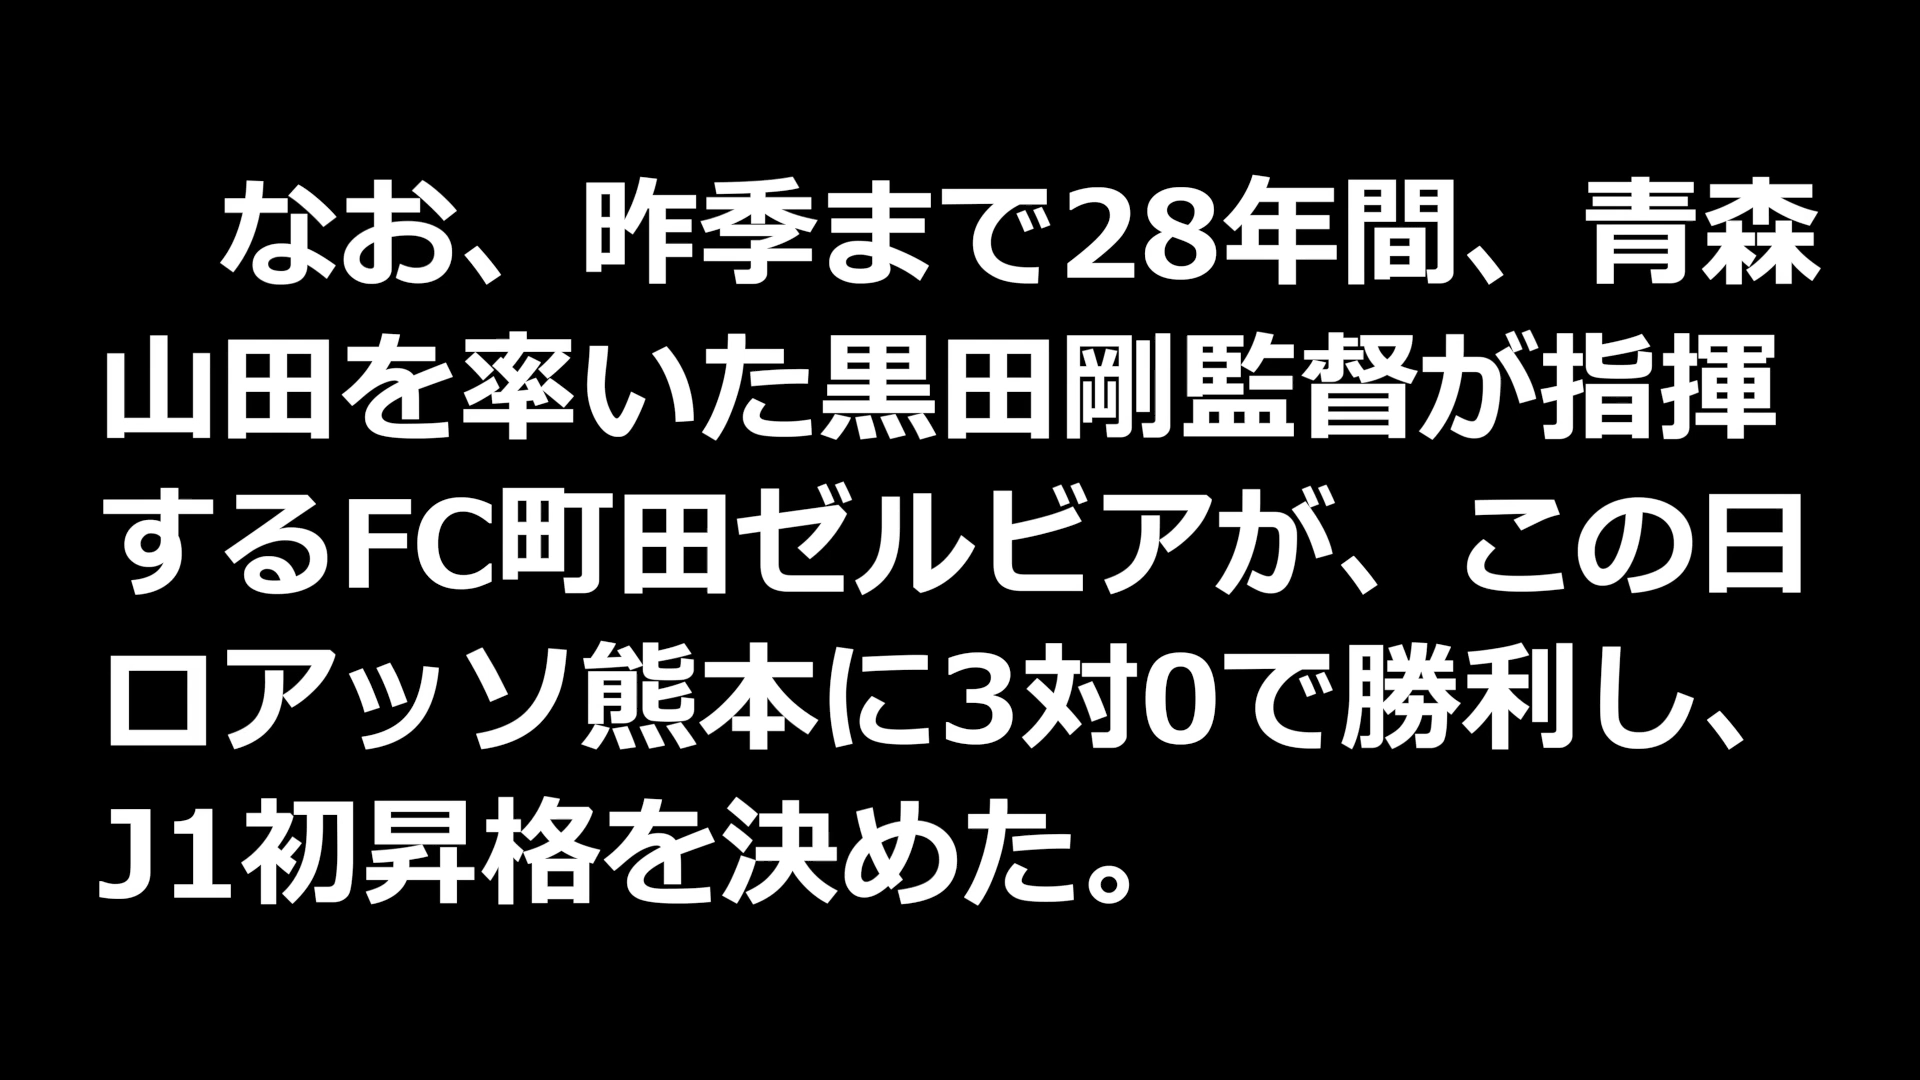 なお、昨季まで28年間、青森
山田を率いた黒田剛監督が指揮
するFC町田ゼルビアが、この日
ロアッソ熊本に3対0で勝利し、
J1初昇格を決めた。